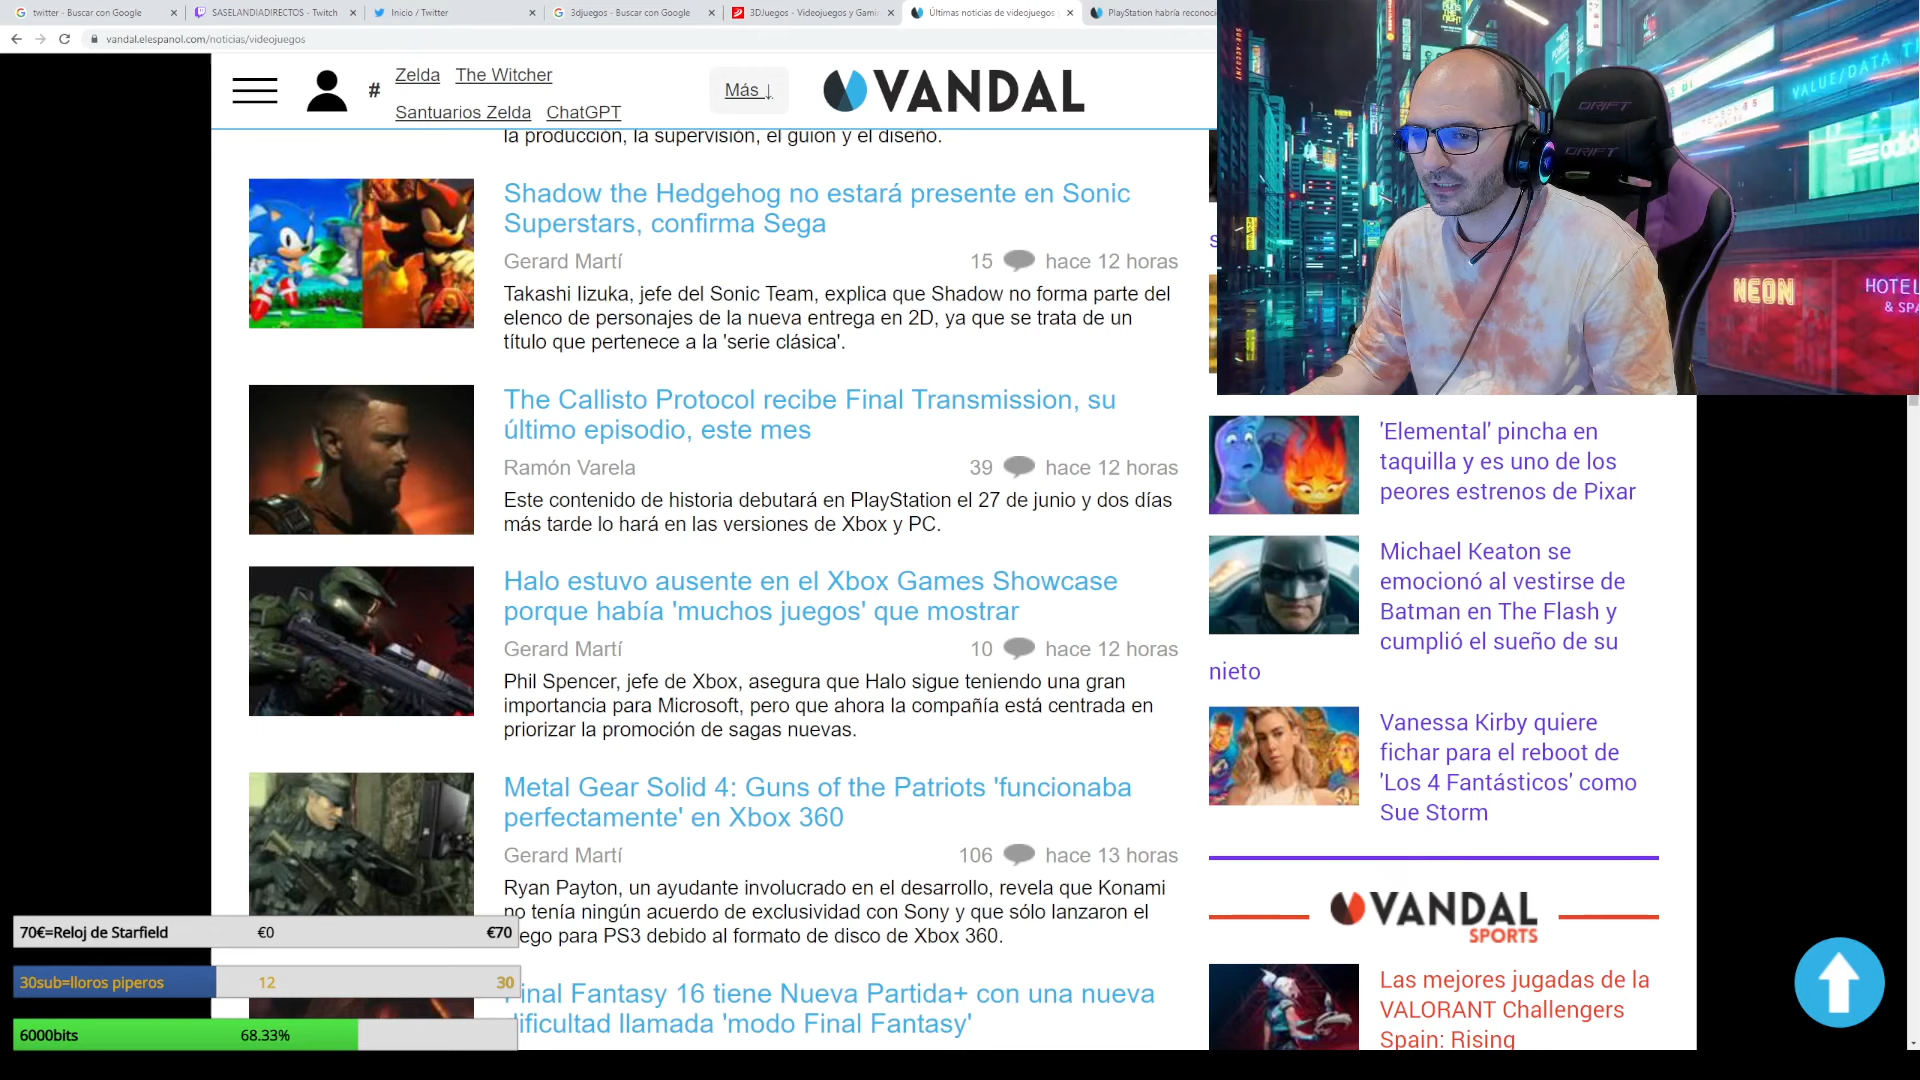 twitter - Buscar con Google
SASELANDIADIRECTOS - Twitch
Inicio / Twitter
3djuegos - Buscar con Google
3DJuegos - Videojuegos y Gami
Últimas noticias de videojuegos
PlayStation habría reconoci
vandal.elespanol.com/noticias/videojuegos
#
Zelda The Witcher
Santuarios Zelda ChatGPT
Más ↓
VANDAL
la producción, la supervisión, el guion y el diseño.
Shadow the Hedgehog no estará presente en Sonic
Superstars, confirma Sega
Gerard Martí
15 hace 12 horas
Takashi Iizuka, jefe del Sonic Team, explica que Shadow no forma parte del
elenco de personajes de la nueva entrega en 2D, ya que se trata de un
título que pertenece a la 'serie clásica'.
The Callisto Protocol recibe Final Transmission, su
último episodio, este mes
Ramón Varela
39 hace 12 horas
Este contenido de historia debutará en PlayStation el 27 de junio y dos días
más tarde lo hará en las versiones de Xbox y PC.
Halo estuvo ausente en el Xbox Games Showcase
porque había 'muchos juegos' que mostrar
Gerard Martí
10 hace 12 horas
Phil Spencer, jefe de Xbox, asegura que Halo sigue teniendo una gran
importancia para Microsoft, pero que ahora la compañía está centrada en
priorizar la promoción de sagas nuevas.
Metal Gear Solid 4: Guns of the Patriots 'funcionaba
perfectamente' en Xbox 360
Gerard Martí
106 hace 13 horas
Ryan Payton, un ayudante involucrado en el desarrollo, revela que Konami
no tenía ningún acuerdo de exclusividad con Sony y que sólo lanzaron el
ego para PS3 debido al formato de disco de Xbox 360.
Final Fantasy 16 tiene Nueva Partida+ con una nueva
ificultad llamada 'modo Final Fantasy'
70€=Reloj de Starfield €0 €70
30sub=lloros piperos 12 30
6000bits 68.33%
DRIFT
DRIFT
VALUE/DATA
NEON
HOTEL
& SPA
adid
'Elemental' pincha en
taquilla y es uno de los
peores estrenos de Pixar
Michael Keaton se
emocionó al vestirse de
Batman en The Flash y
cumplió el sueño de su
nieto
Vanessa Kirby quiere
fichar para el reboot de
'Los 4 Fantásticos' como
Sue Storm
VANDAL
SPORTS
Las mejores jugadas de la
VALORANT Challengers
Spain: Rising